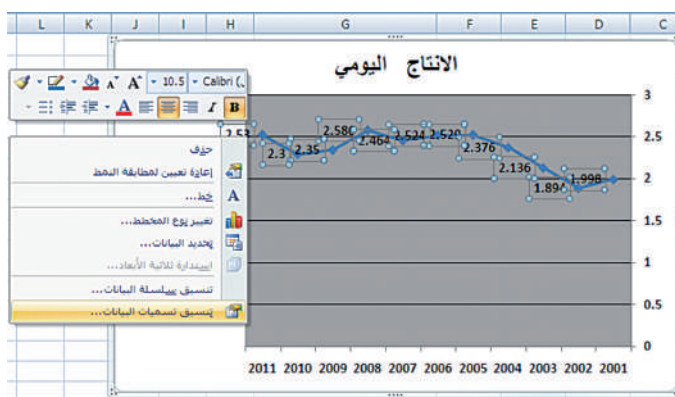 L K J I H G F E D C
الانتاج اليومي
10.5 Calibri (
A A
A I B
حذف
إعادة تعيين لمطابقة النمط
خط...
تغيير نوع المخطط...
تحديد البيانات...
استدارة ثلاثية الأبعاد...
تنسيق سلسلة البيانات...
تنسيق تسميات البيانات...
3
2.5
2
1.5
1
0.5
0
2.3 2.35 2.580 2.464 2.524 2.520 2.376 2.136 1.894 1.998
2011 2010 2009 2008 2007 2006 2005 2004 2003 2002 2001